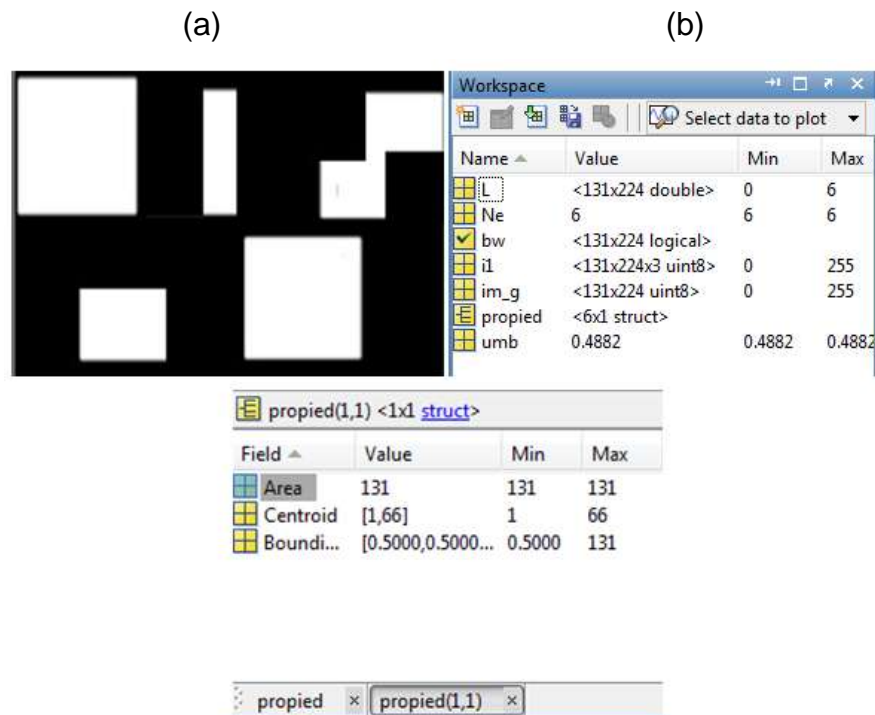 (a) (b)
Workspace
Select data to plot
Name Value Min Max
L <131x224 double> 0 6
Ne 6 6 6
bw <131x224 logical>
i1 <131x224x3 uint8> 0 255
im_g <131x224 uint8> 0 255
propied <6x1 struct>
umb 0.4882 0.4882 0.4882
propied(1,1) <1x1 struct>
Field Value Min Max
Area 131 131 131
Centroid [1,66] 1 66
Boundi... [0.5000,0.5000... 0.5000 131
propied × propied(1,1) ×